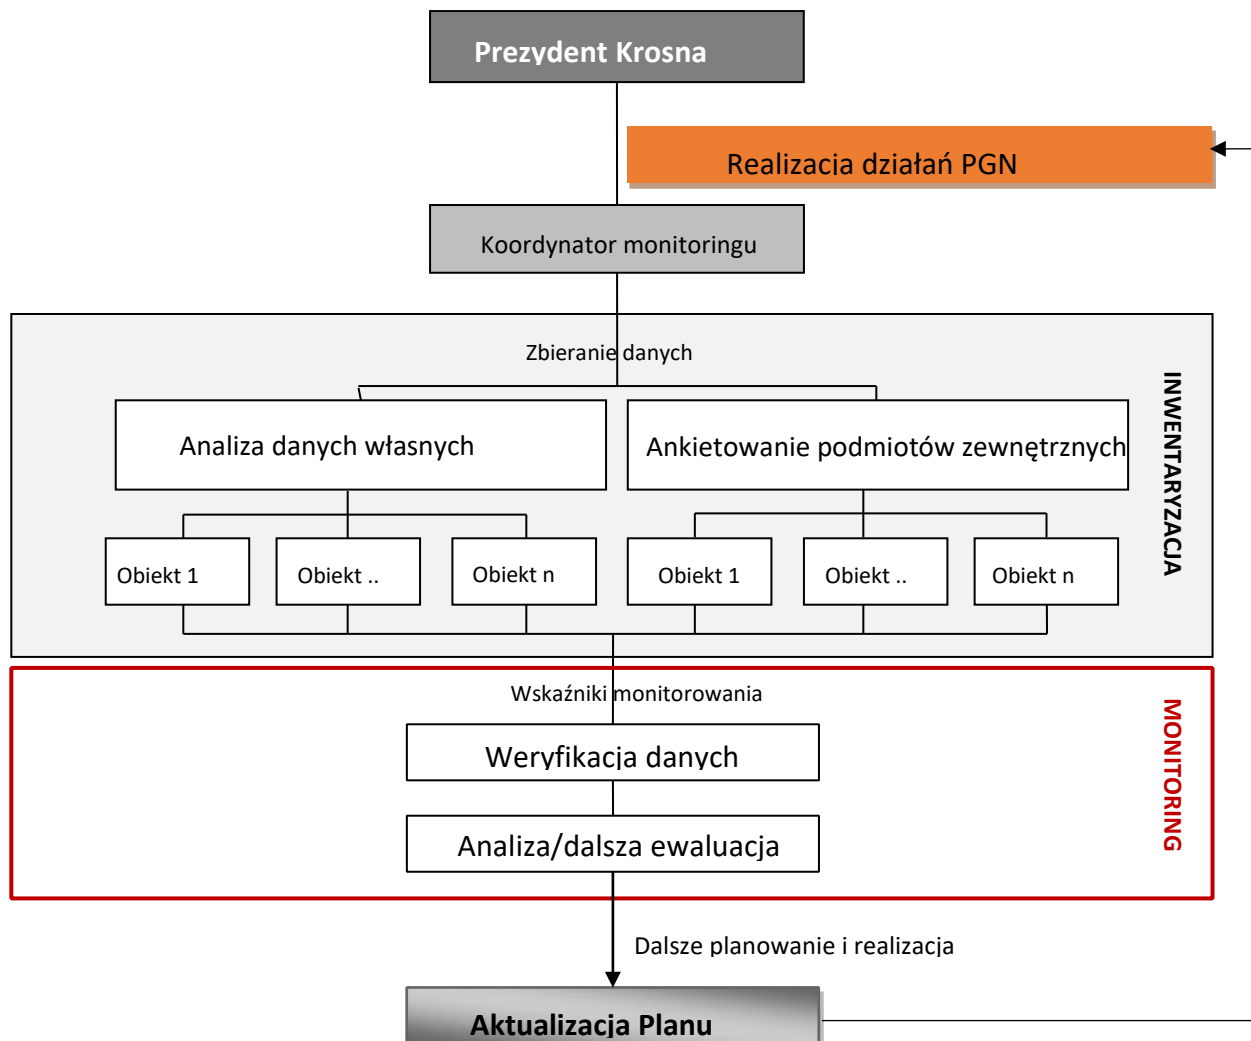 Prezydent Krosna
Realizacja działań PGN
Koordynator monitoringu
Zbieranie danych
INWENTARYZACJA
Analiza danych własnych
Ankietowanie podmiotów zewnętrznych
Obiekt 1
Obiekt ..
Obiekt n
Obiekt 1
Obiekt ..
Obiekt n
Wskaźniki monitorowania
MONITORING
Weryfikacja danych
Analiza/dalsza ewaluacja
Dalsze planowanie i realizacja
Aktualizacja Planu